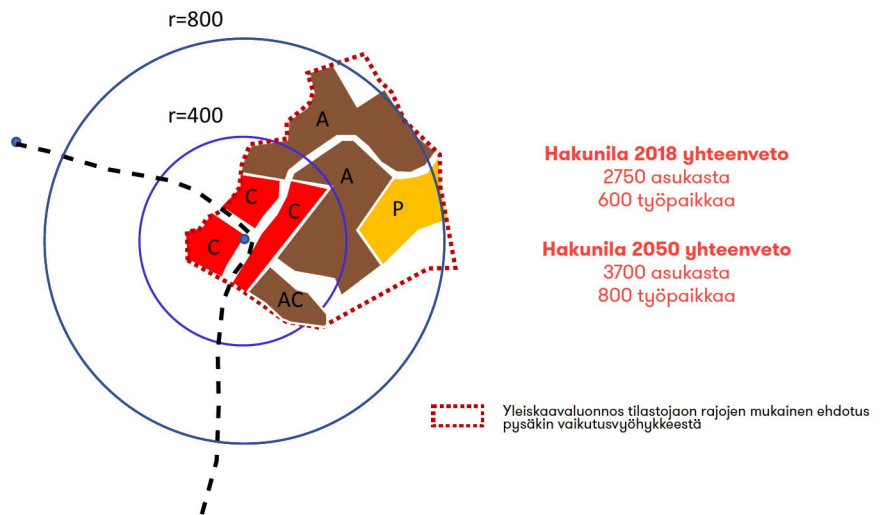 r=800
r=400
A
A
C
C
P
C
AC
Hakunila 2018 yhteenveto
2750 asukasta
600 työpaikkaa
Hakunila 2050 yhteenveto
3700 asukasta
800 työpaikkaa
Yleiskaavaluonnos tilastojaon rajojen mukainen ehdotus
pysäkin vaikutusvyöhykkeestä